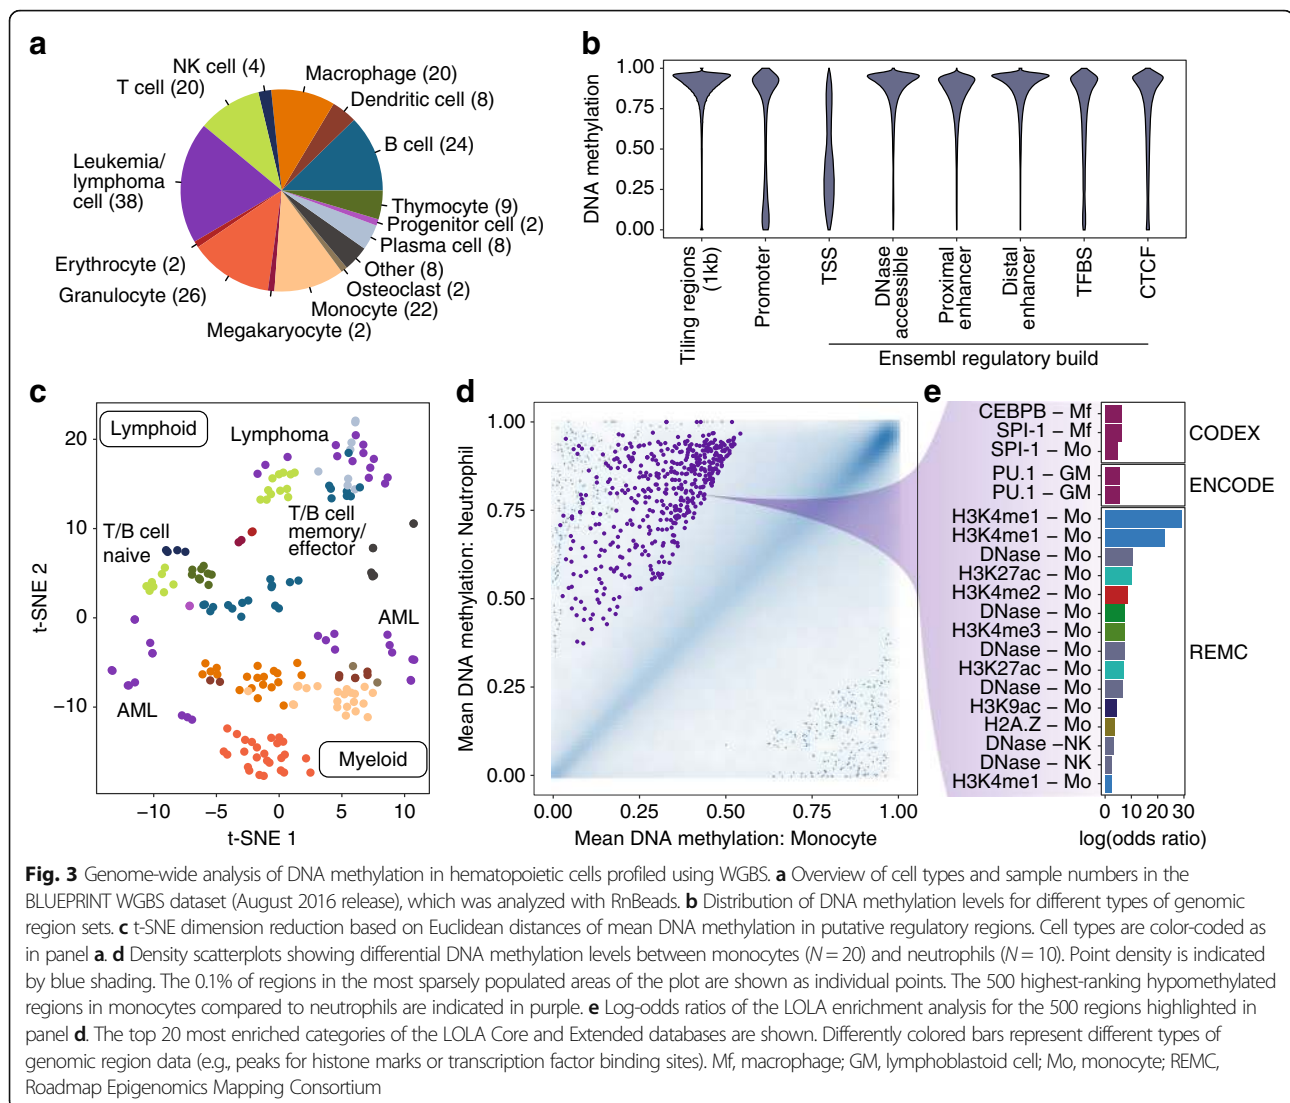 a
NK cell (4)
T cell (20)
Macrophage (20)
Dendritic cell (8)
B cell (24)
Leukemia/
lymphoma
cell (38)
Thymocyte (9)
Progenitor cell (2)
Plasma cell (8)
Other (8)
Osteoclast (2)
Monocyte (22)
Megakaryocyte (2)
Granulocyte (26)
Erythrocyte (2)
b
DNA methylation
1.00
0.75
0.50
0.25
0.00
Tiling regions
(1kb)
Promoter
TSS
DNase
accessible
Proximal
enhancer
Distal
enhancer
TFBS
CTCF
Ensembl regulatory build
c
Lymphoid
Lymphoma
T/B cell
memory/
effector
T/B cell
naive
AML
AML
Myeloid
t-SNE 2
20
10
0
−10
−10
−5
0
5
10
t-SNE 1
d
Mean DNA methylation: Neutrophil
1.00
0.75
0.50
0.25
0.00
0.00
0.25
0.50
0.75
1.00
Mean DNA methylation: Monocyte
e
CEBPB – Mf
SPI-1 – Mf
SPI-1 – Mo
CODEX
PU.1 – GM
PU.1 – GM
ENCODE
H3K4me1 – Mo
H3K4me1 – Mo
DNase – Mo
H3K27ac – Mo
H3K4me2 – Mo
DNase – Mo
H3K4me3 – Mo
DNase – Mo
H3K27ac – Mo
DNase – Mo
H3K9ac – Mo
H2A.Z – Mo
DNase –NK
DNase – NK
H3K4me1 – Mo
REMC
0
10
20
30
log(odds ratio)
Fig. 3 Genome-wide analysis of DNA methylation in hematopoietic cells profiled using WGBS. a Overview of cell types and sample numbers in the
BLUEPRINT WGBS dataset (August 2016 release), which was analyzed with RnBeads. b Distribution of DNA methylation levels for different types of genomic
region sets. c t-SNE dimension reduction based on Euclidean distances of mean DNA methylation in putative regulatory regions. Cell types are color-coded as
in panel a. d Density scatterplots showing differential DNA methylation levels between monocytes (N = 20) and neutrophils (N = 10). Point density is indicated
by blue shading. The 0.1% of regions in the most sparsely populated areas of the plot are shown as individual points. The 500 highest-ranking hypomethylated
regions in monocytes compared to neutrophils are indicated in purple. e Log-odds ratios of the LOLA enrichment analysis for the 500 regions highlighted in
panel d. The top 20 most enriched categories of the LOLA Core and Extended databases are shown. Differently colored bars represent different types of
genomic region data (e.g., peaks for histone marks or transcription factor binding sites). Mf, macrophage; GM, lymphoblastoid cell; Mo, monocyte; REMC,
Roadmap Epigenomics Mapping Consortium